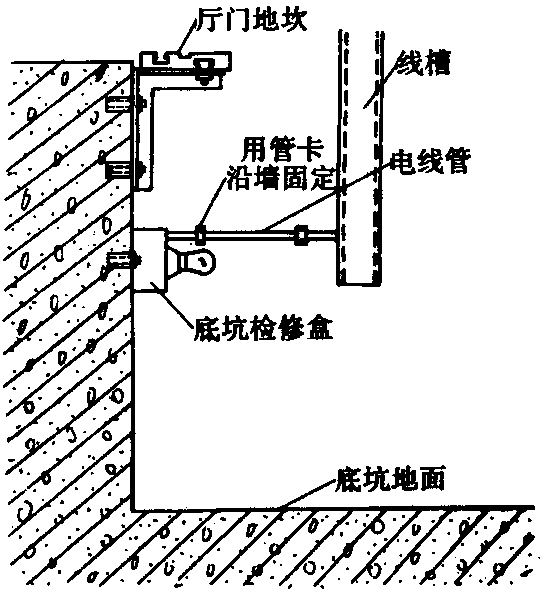 厅门地坎
线槽
用管卡
沿墙固定
电线管
底坑检修盒
底坑地面